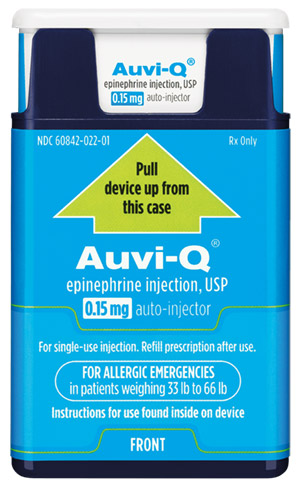 Auvi-Q®
epinephrine injection, USP
0.15 mg auto-injector
NDC 60842-022-01 Rx Only
Pull
device up from
this case
Auvi-Q®
epinephrine injection, USP
0.15 mg auto-injector
For single-use injection. Refill prescription after use.
FOR ALLERGIC EMERGENCIES
in patients weighing 33 lb to 66 lb
Instructions for use found inside on device
FRONT